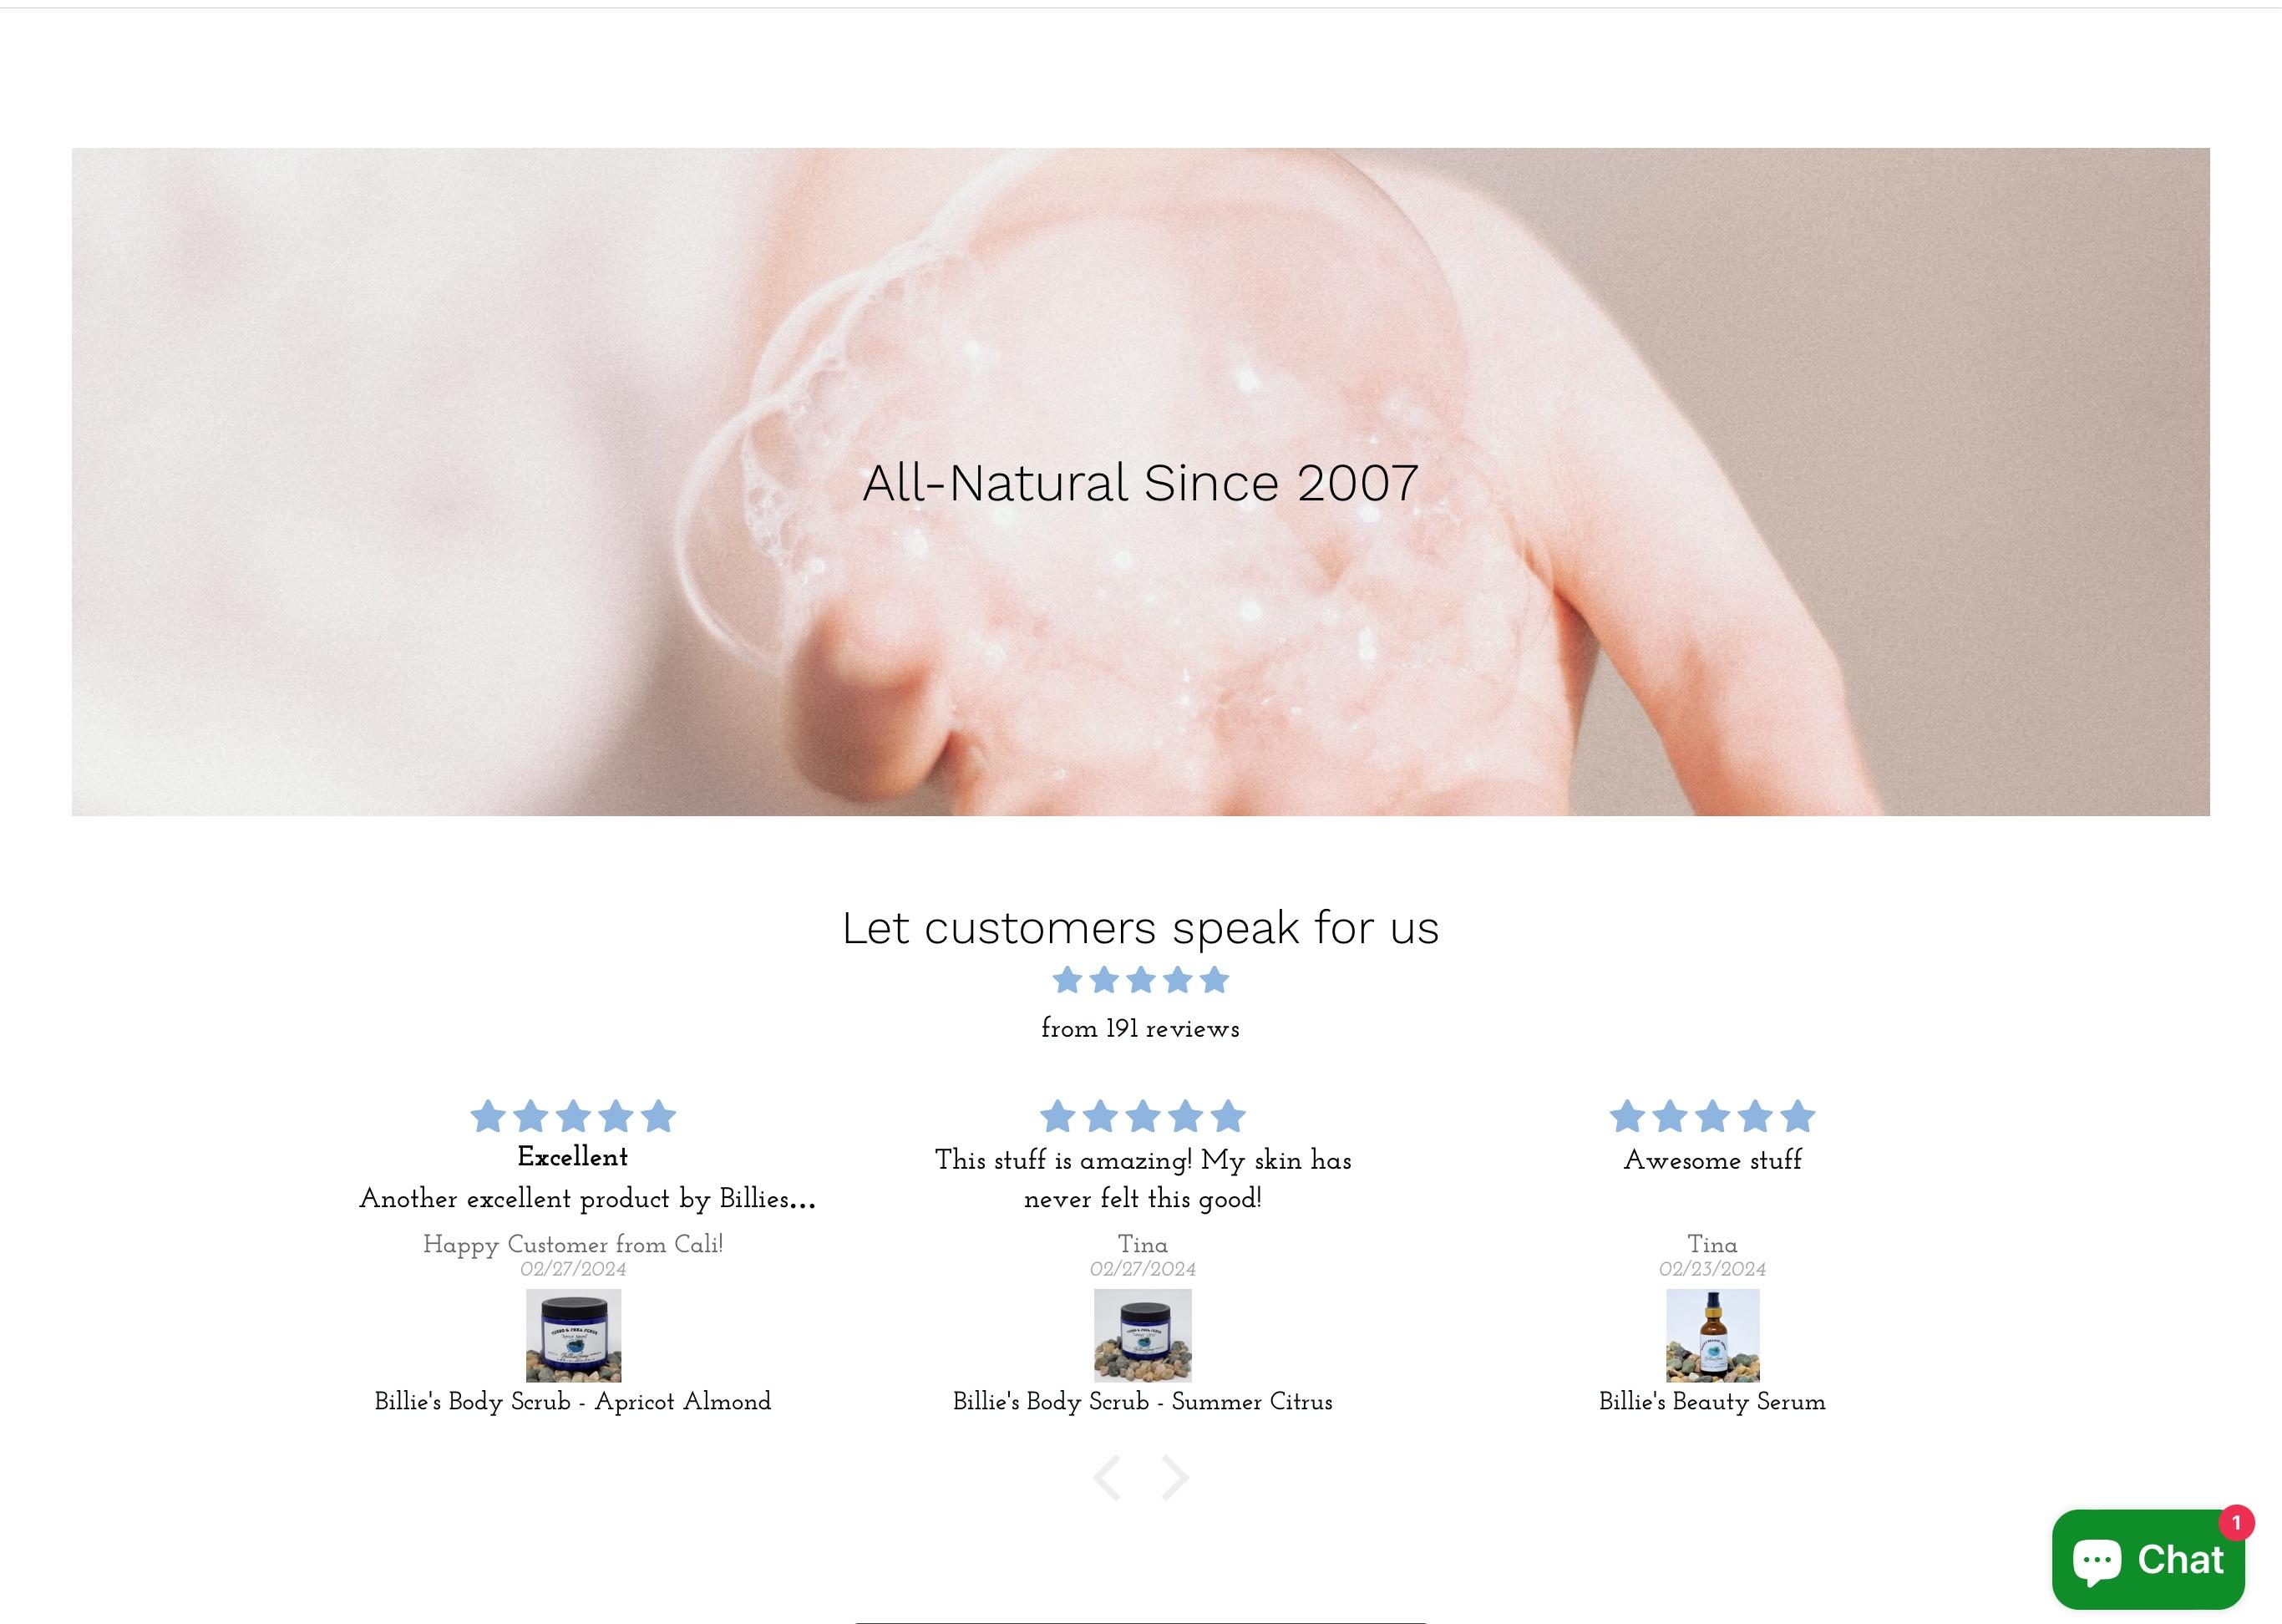 All-Natural Since 2007
Let customers speak for us
from 191 reviews
Excellent
Another excellent product by Billies...
Happy Customer from Cali!
02/27/2024
Billie's Body Scrub - Apricot Almond
This stuff is amazing! My skin has
never felt this good!
Tina
02/27/2024
Billie's Body Scrub - Summer Citrus
Awesome stuff
Tina
02/23/2024
Billie's Beauty Serum
1
Chat